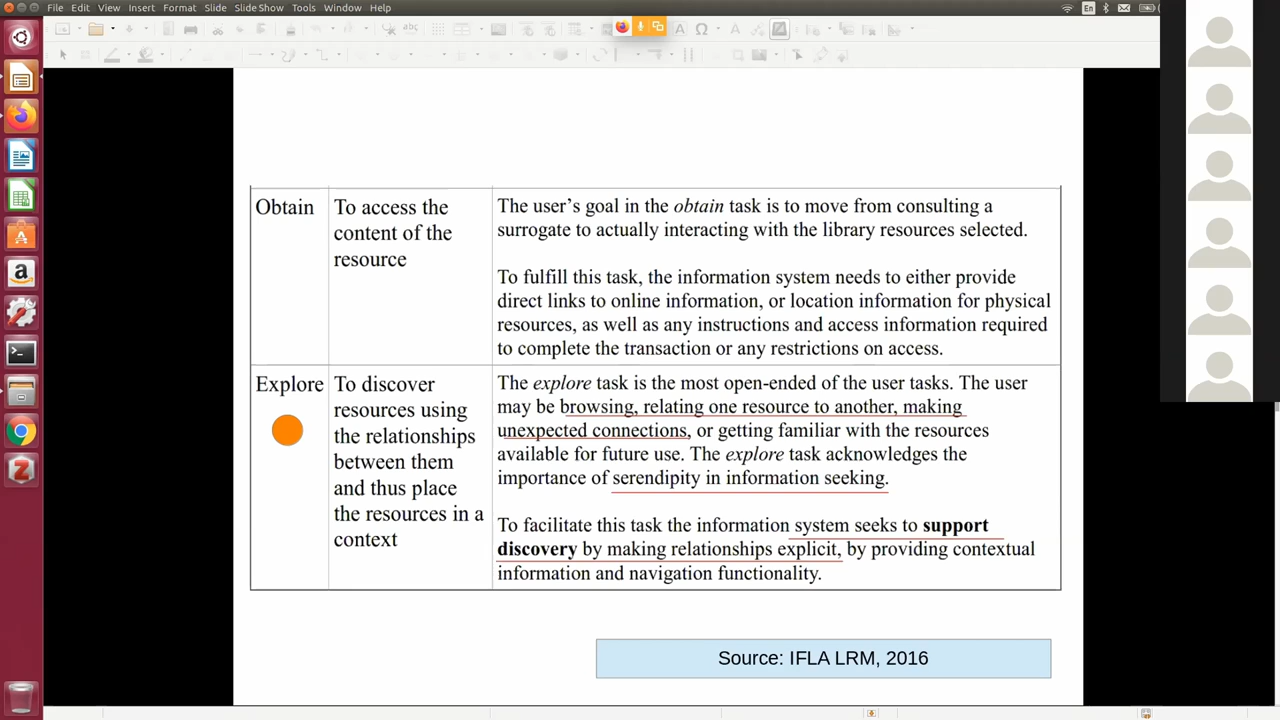 File Edit View Insert Format Slide Slide Show Tools Window Help
En
Obtain
To access the
content of the
resource
The user's goal in the obtain task is to move from consulting a
surrogate to actually interacting with the library resources selected.
To fulfill this task, the information system needs to either provide
direct links to online information, or location information for physical
resources, as well as any instructions and access information required
to complete the transaction or any restrictions on access.
Explore
To discover
resources using
the relationships
between them
and thus place
the resources in a
context
The explore task is the most open-ended of the user tasks. The user
may be browsing, relating one resource to another, making
unexpected connections, or getting familiar with the resources
available for future use. The explore task acknowledges the
importance of serendipity in information seeking.
To facilitate this task the information system seeks to support
discovery by making relationships explicit, by providing contextual
information and navigation functionality.
Source: IFLA LRM, 2016